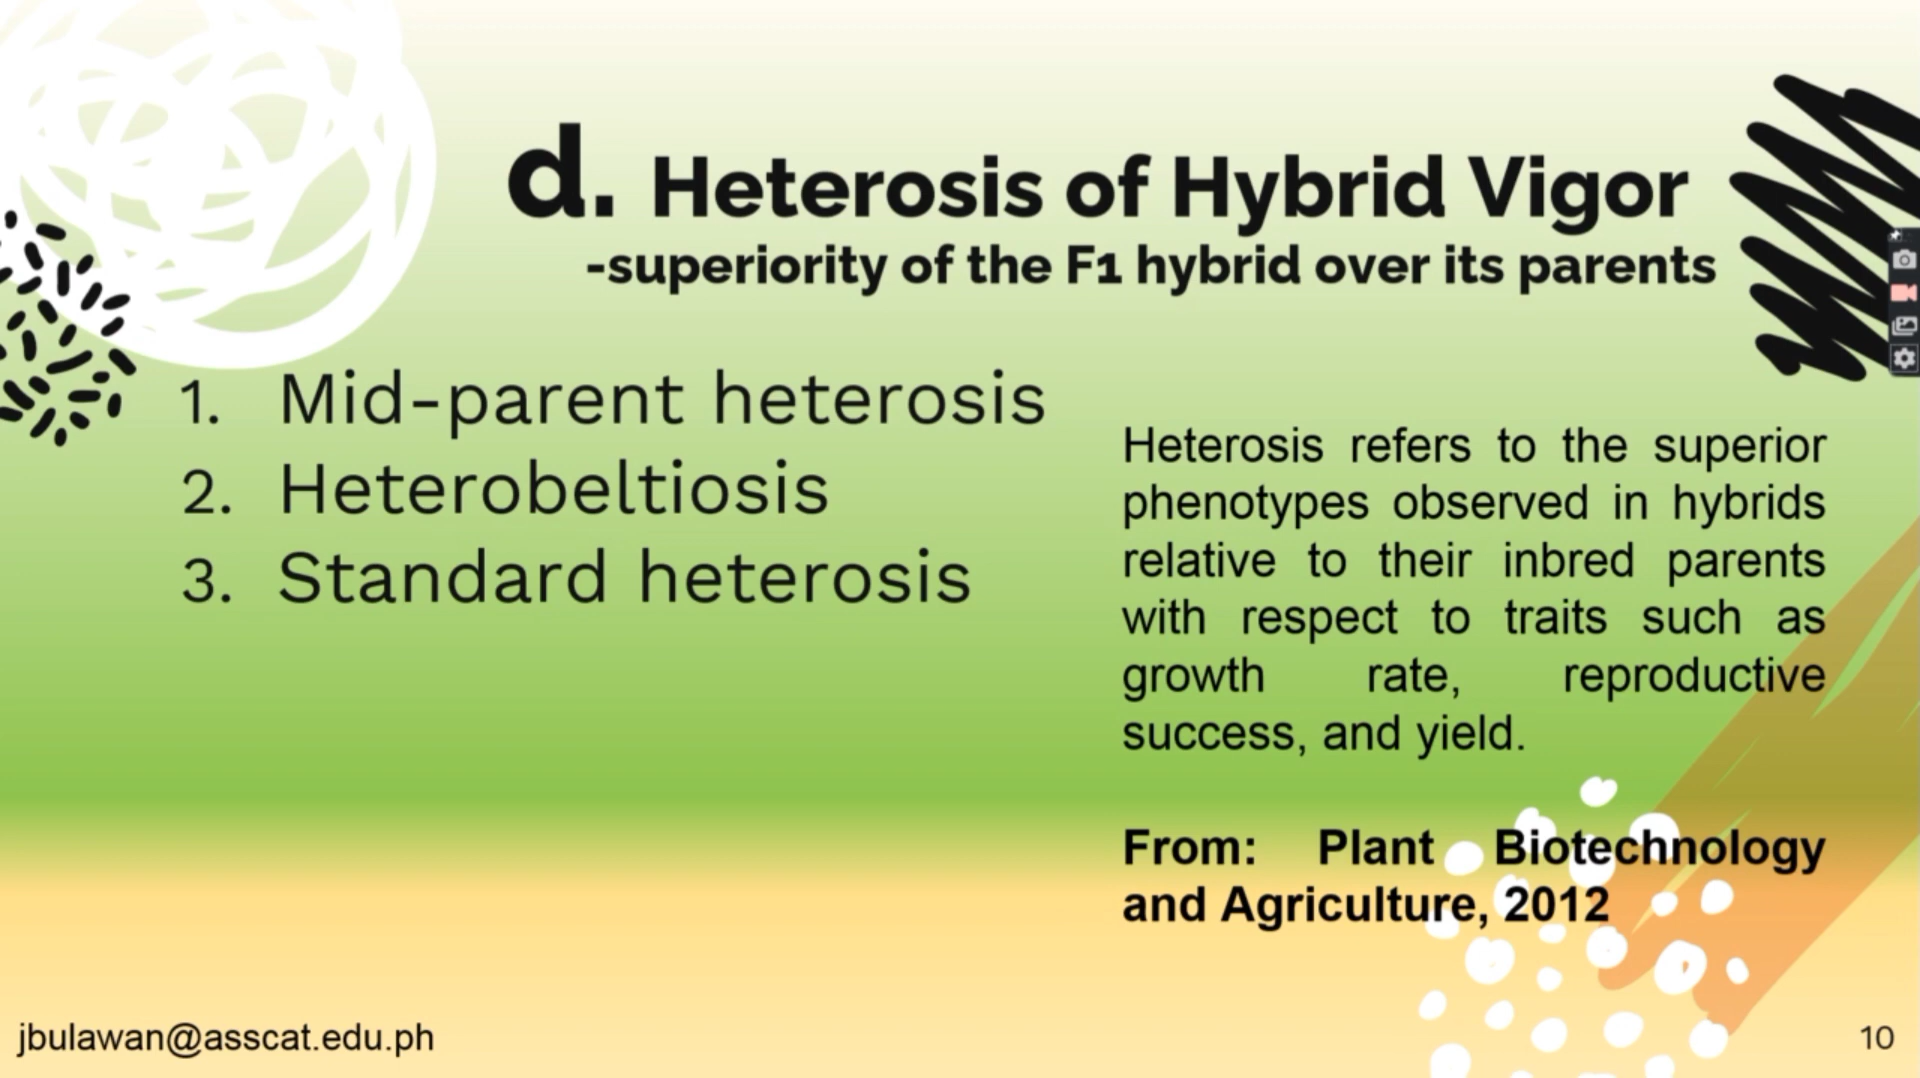 d. Heterosis of Hybrid Vigor
-superiority of the F1 hybrid over its parents
1. Mid-parent heterosis
2. Heterobeltiosis
3. Standard heterosis
Heterosis refers to the superior
phenotypes observed in hybrids
relative to their inbred parents
with respect to traits such as
growth rate, reproductive
success, and yield.
From: Plant Biotechnology
and Agriculture, 2012
jbulawan@asscat.edu.ph
10